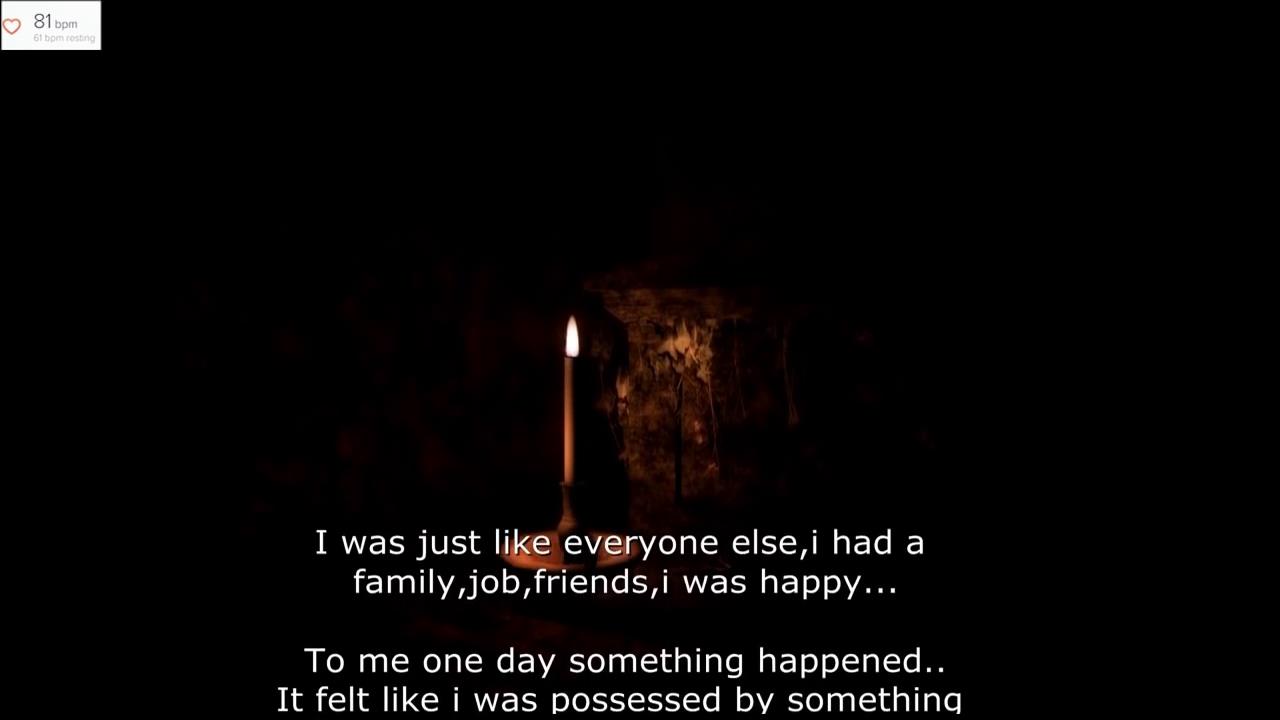 81 bpm
61 bpm resting
I was just like everyone else,i had a
family,job,friends,i was happy...
To me one day something happened..
It felt like i was possessed by something